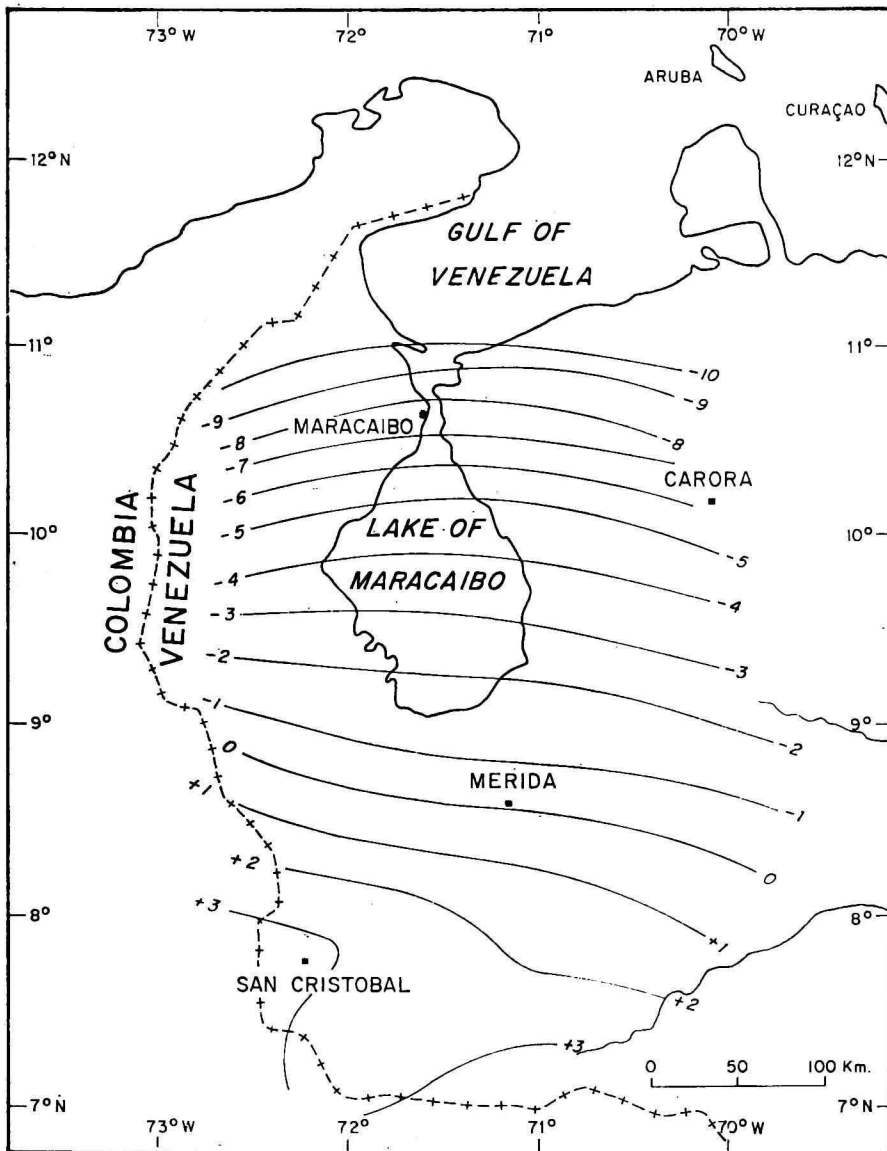 73° W 72° 71° 70° W
ARUBA
CURAÇAO
12° N 12° N
GULF OF
VENEZUELA
11° 11°
-10
-9 -9
MARACAIBO
-8 -8
-7
CARORA
-6
-5
COLOMBIA
VENEZUELA
10° LAKE OF 10°
-5
MARACAIBO
-4 -4
-3
-3
-2
-1
9° 9°
-2
0
MERIDA
+1
-1
+2
0
+3
8° 8°
+1
SAN CRISTOBAL
+2
+3
0 50 100 Km.
7° N 7° N
73° W 72° 71° 70° W